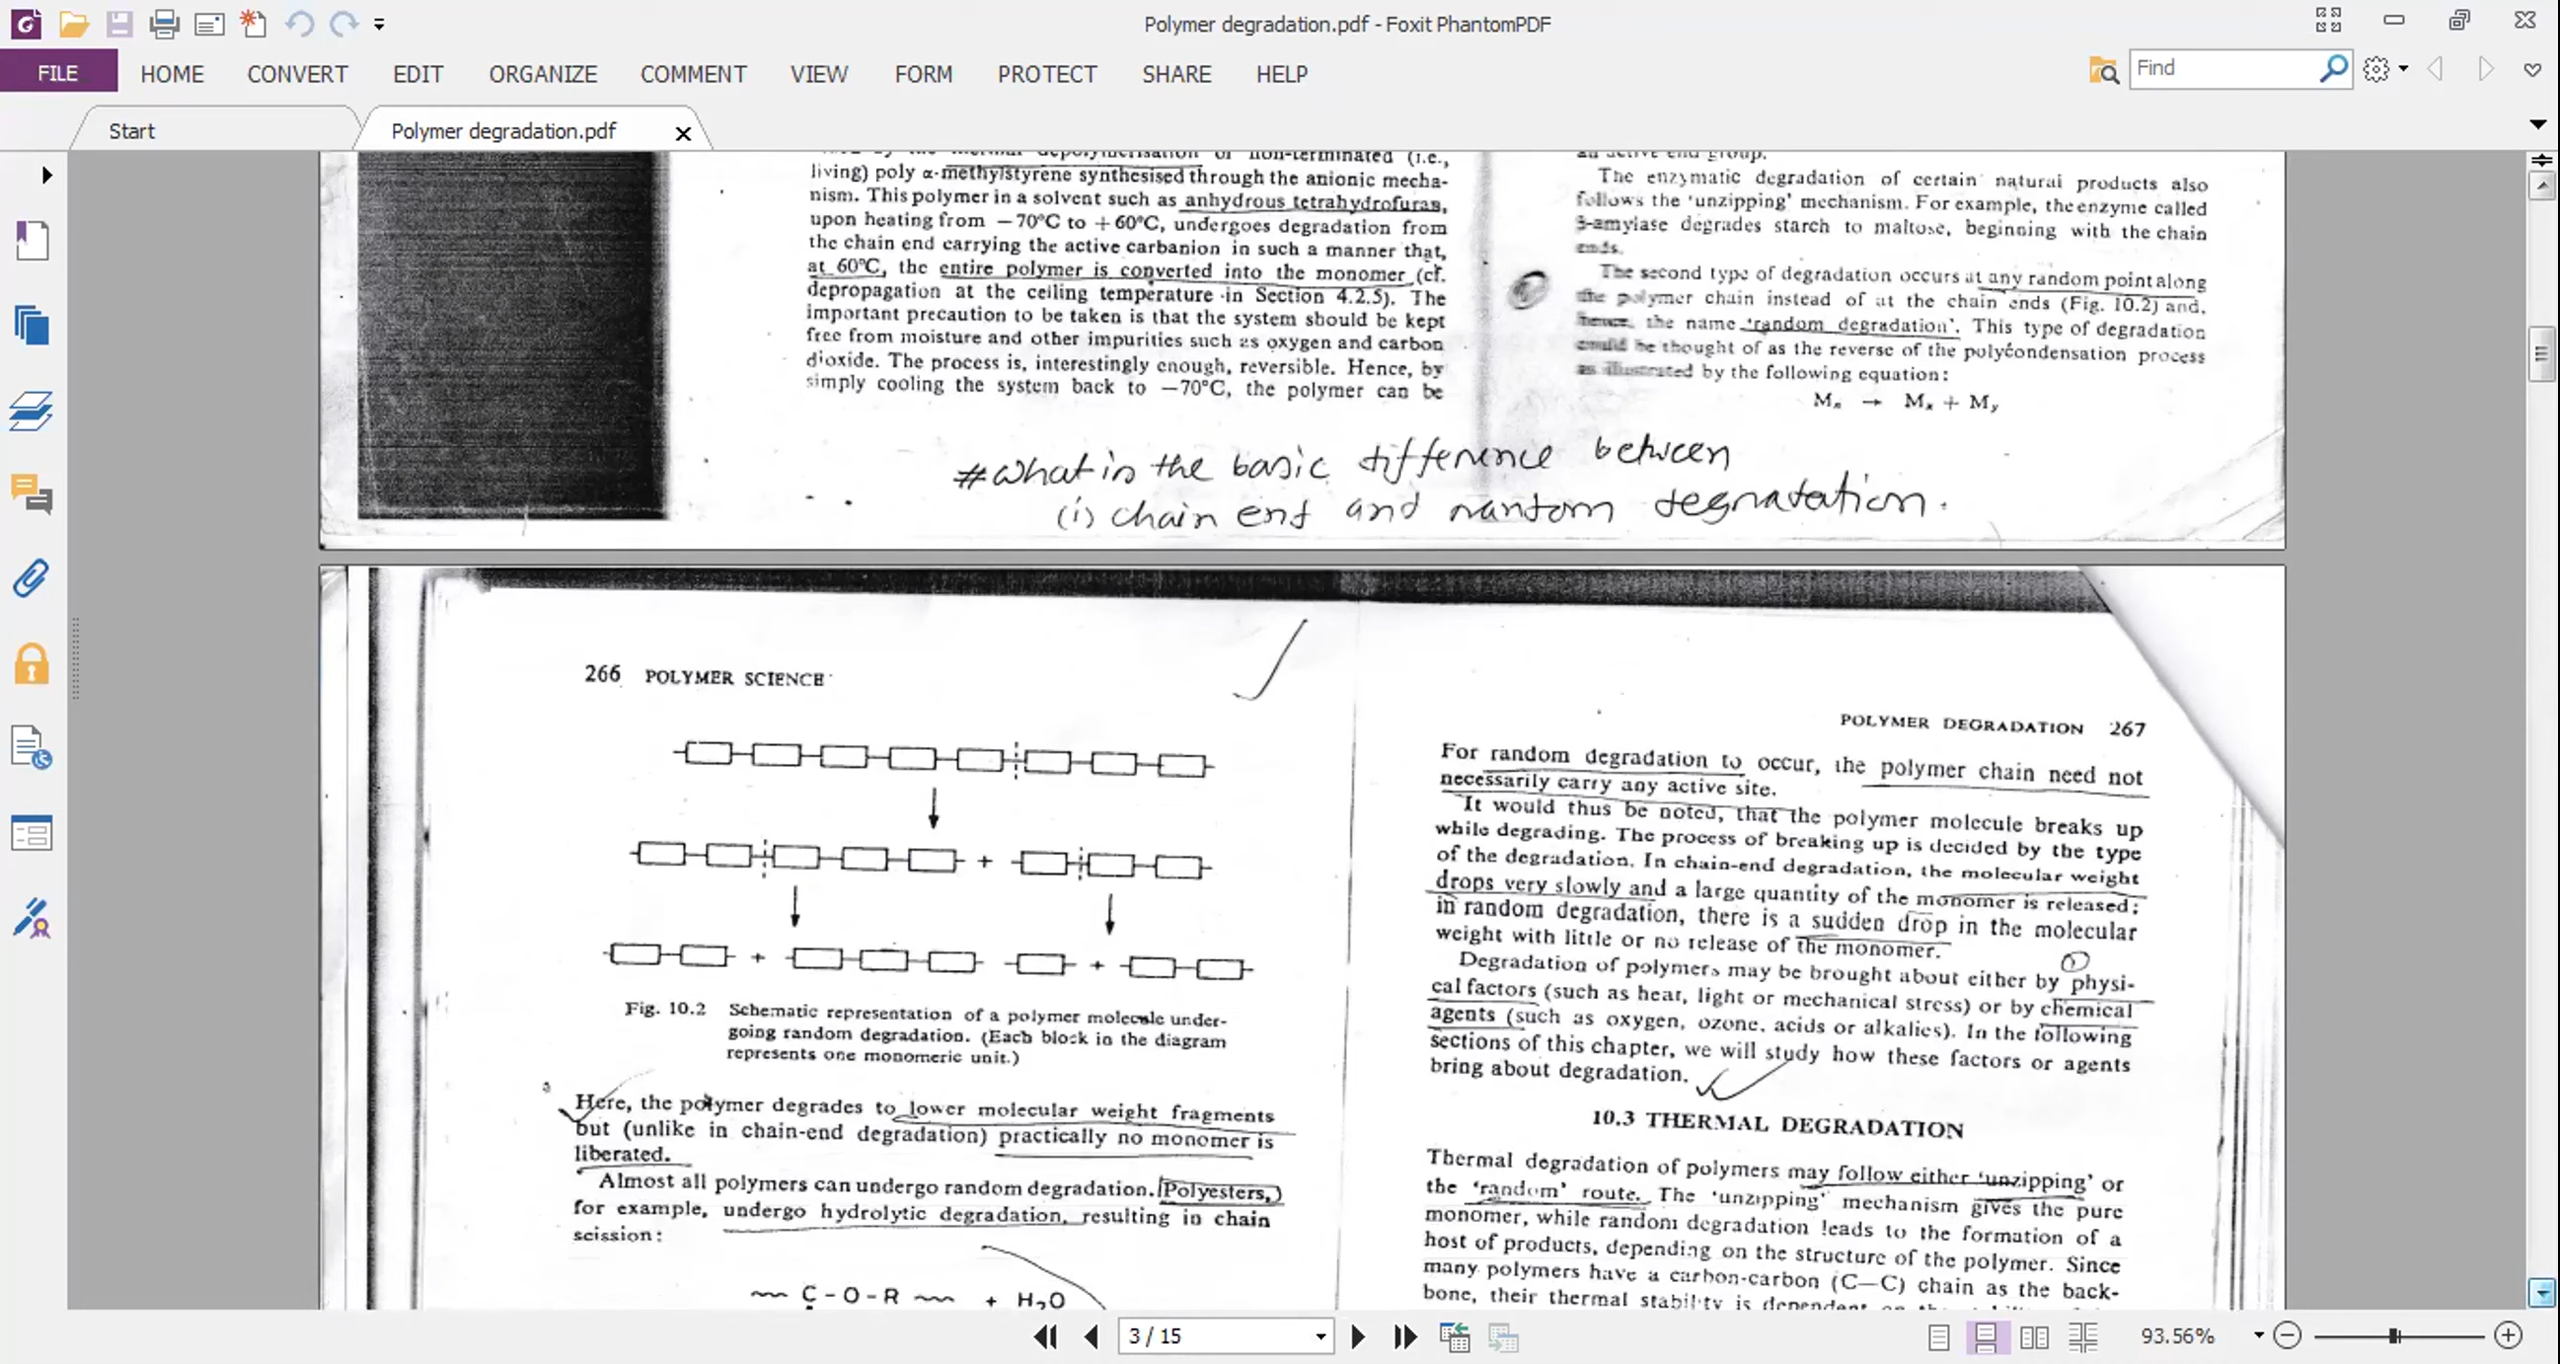 Polymer degradation.pdf - Foxit PhantomPDF
FILE HOME CONVERT EDIT ORGANIZE COMMENT VIEW FORM PROTECT SHARE HELP
Find
Start
Polymer degradation.pdf
thermal depolymerisation of non-terminated (i.e.,
living) poly α-methylstyrene synthesised through the anionic mecha-
nism. This polymer in a solvent such as anhydrous tetrahydrofuran,
upon heating from −70°C to +60°C, undergoes degradation from
the chain end carrying the active carbanion in such a manner that,
at 60°C, the entire polymer is converted into the monomer (cf.
depropagation at the ceiling temperature in Section 4.2.5). The
important precaution to be taken is that the system should be kept
free from moisture and other impurities such as oxygen and carbon
dioxide. The process is, interestingly enough, reversible. Hence, by
simply cooling the system back to −70°C, the polymer can be
an active end group.
The enzymatic degradation of certain natural products also
follows the 'unzipping' mechanism. For example, the enzyme called
β-amylase degrades starch to maltose, beginning with the chain
ends.
The second type of degradation occurs at any random point along
the polymer chain instead of at the chain ends (Fig. 10.2) and,
hence, the name 'random degradation'. This type of degradation
could be thought of as the reverse of the polycondensation process
as illustrated by the following equation:
Mn → Mx + My
#What is the basic difference between
(i) chain end and random degradation.
266 POLYMER SCIENCE
+
+ +
Fig. 10.2 Schematic representation of a polymer molecule under-
going random degradation. (Each block in the diagram
represents one monomeric unit.)
Here, the polymer degrades to lower molecular weight fragments
but (unlike in chain-end degradation) practically no monomer is
liberated.
Almost all polymers can undergo random degradation. Polyesters,
for example, undergo hydrolytic degradation, resulting in chain
scission:
C - O - R + H2O
POLYMER DEGRADATION 267
For random degradation to occur, the polymer chain need not
necessarily carry any active site.
It would thus be noted, that the polymer molecule breaks up
while degrading. The process of breaking up is decided by the type
of the degradation. In chain-end degradation, the molecular weight
drops very slowly and a large quantity of the monomer is released;
in random degradation, there is a sudden drop in the molecular
weight with little or no release of the monomer.
Degradation of polymers may be brought about either by physi-
cal factors (such as heat, light or mechanical stress) or by chemical
agents (such as oxygen, ozone, acids or alkalies). In the following
sections of this chapter, we will study how these factors or agents
bring about degradation.
10.3 THERMAL DEGRADATION
Thermal degradation of polymers may follow either 'unzipping' or
the 'random' route. The 'unzipping' mechanism gives the pure
monomer, while random degradation leads to the formation of a
host of products, depending on the structure of the polymer. Since
many polymers have a carbon-carbon (C—C) chain as the back-
bone, their thermal stability is dependent
3 / 15
93.56%